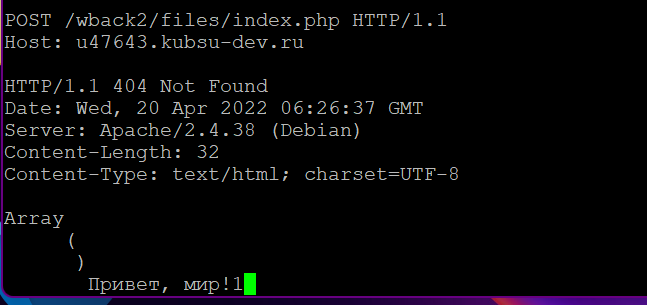 POST /wback2/files/index.php HTTP/1.1
Host: u47643.kubsu-dev.ru
HTTP/1.1 404 Not Found
Date: Wed, 20 Apr 2022 06:26:37 GMT
Server: Apache/2.4.38 (Debian)
Content-Length: 32
Content-Type: text/html; charset=UTF-8
Array
(
)
Привет, мир!1